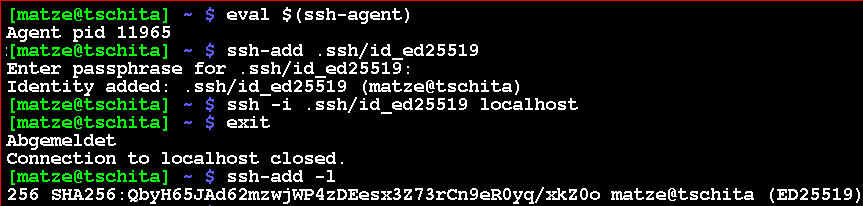 [matze@tschita] ~ $ eval $(ssh-agent)
Agent pid 11965
[matze@tschita] ~ $ ssh-add .ssh/id_ed25519
Enter passphrase for .ssh/id_ed25519:
Identity added: .ssh/id_ed25519 (matze@tschita)
[matze@tschita] ~ $ ssh -i .ssh/id_ed25519 localhost
[matze@tschita] ~ $ exit
Abgemeldet
Connection to localhost closed.
[matze@tschita] ~ $ ssh-add -l
256 SHA256:QbyH65JAd62mzwjWP4zDEesx3Z73rCn9eR0yq/xkZ0o matze@tschita (ED25519)